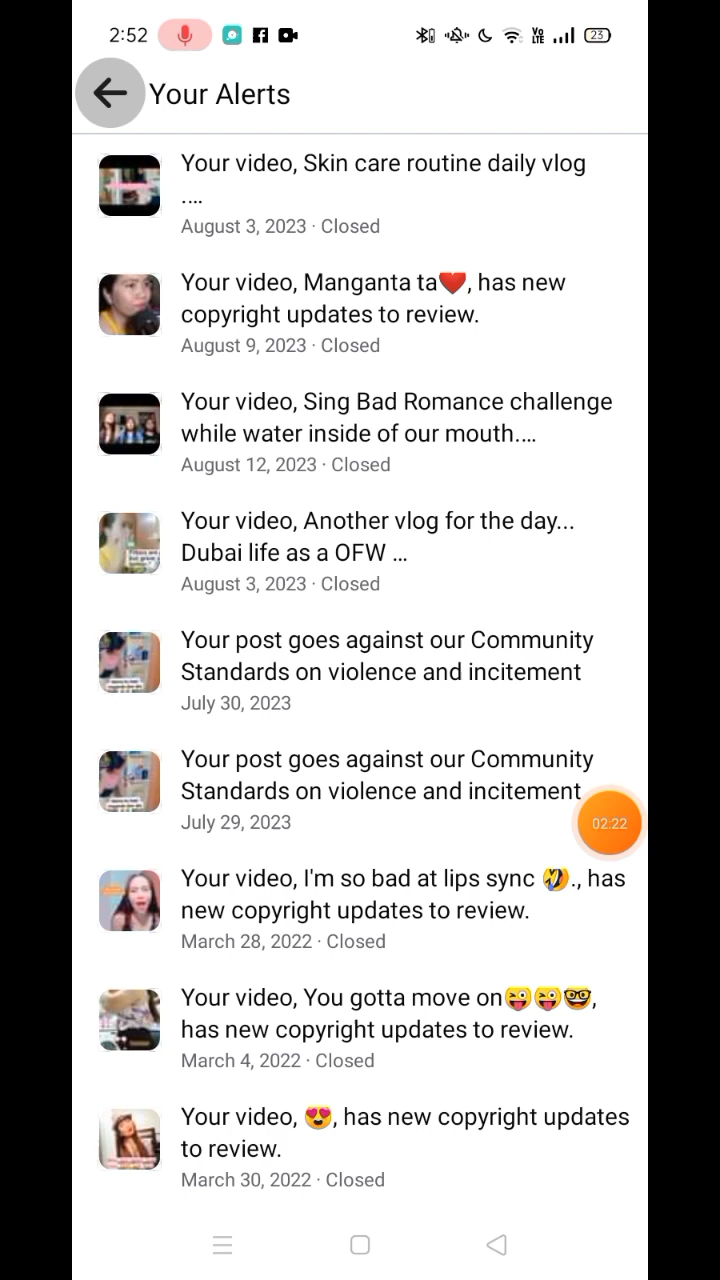 2:52
VO LTE
23
Your Alerts
Your video, Skin care routine daily vlog
....
August 3, 2023 · Closed
Your video, Manganta ta❤️, has new
copyright updates to review.
August 9, 2023 · Closed
Your video, Sing Bad Romance challenge
while water inside of our mouth....
August 12, 2023 · Closed
Your video, Another vlog for the day...
Dubai life as a OFW ...
August 3, 2023 · Closed
Your post goes against our Community
Standards on violence and incitement
July 30, 2023
Your post goes against our Community
Standards on violence and incitement
July 29, 2023
02:22
Your video, I'm so bad at lips sync 🤣., has
new copyright updates to review.
March 28, 2022 · Closed
Your video, You gotta move on😜😜🤓,
has new copyright updates to review.
March 4, 2022 · Closed
Your video, 😍, has new copyright updates
to review.
March 30, 2022 · Closed